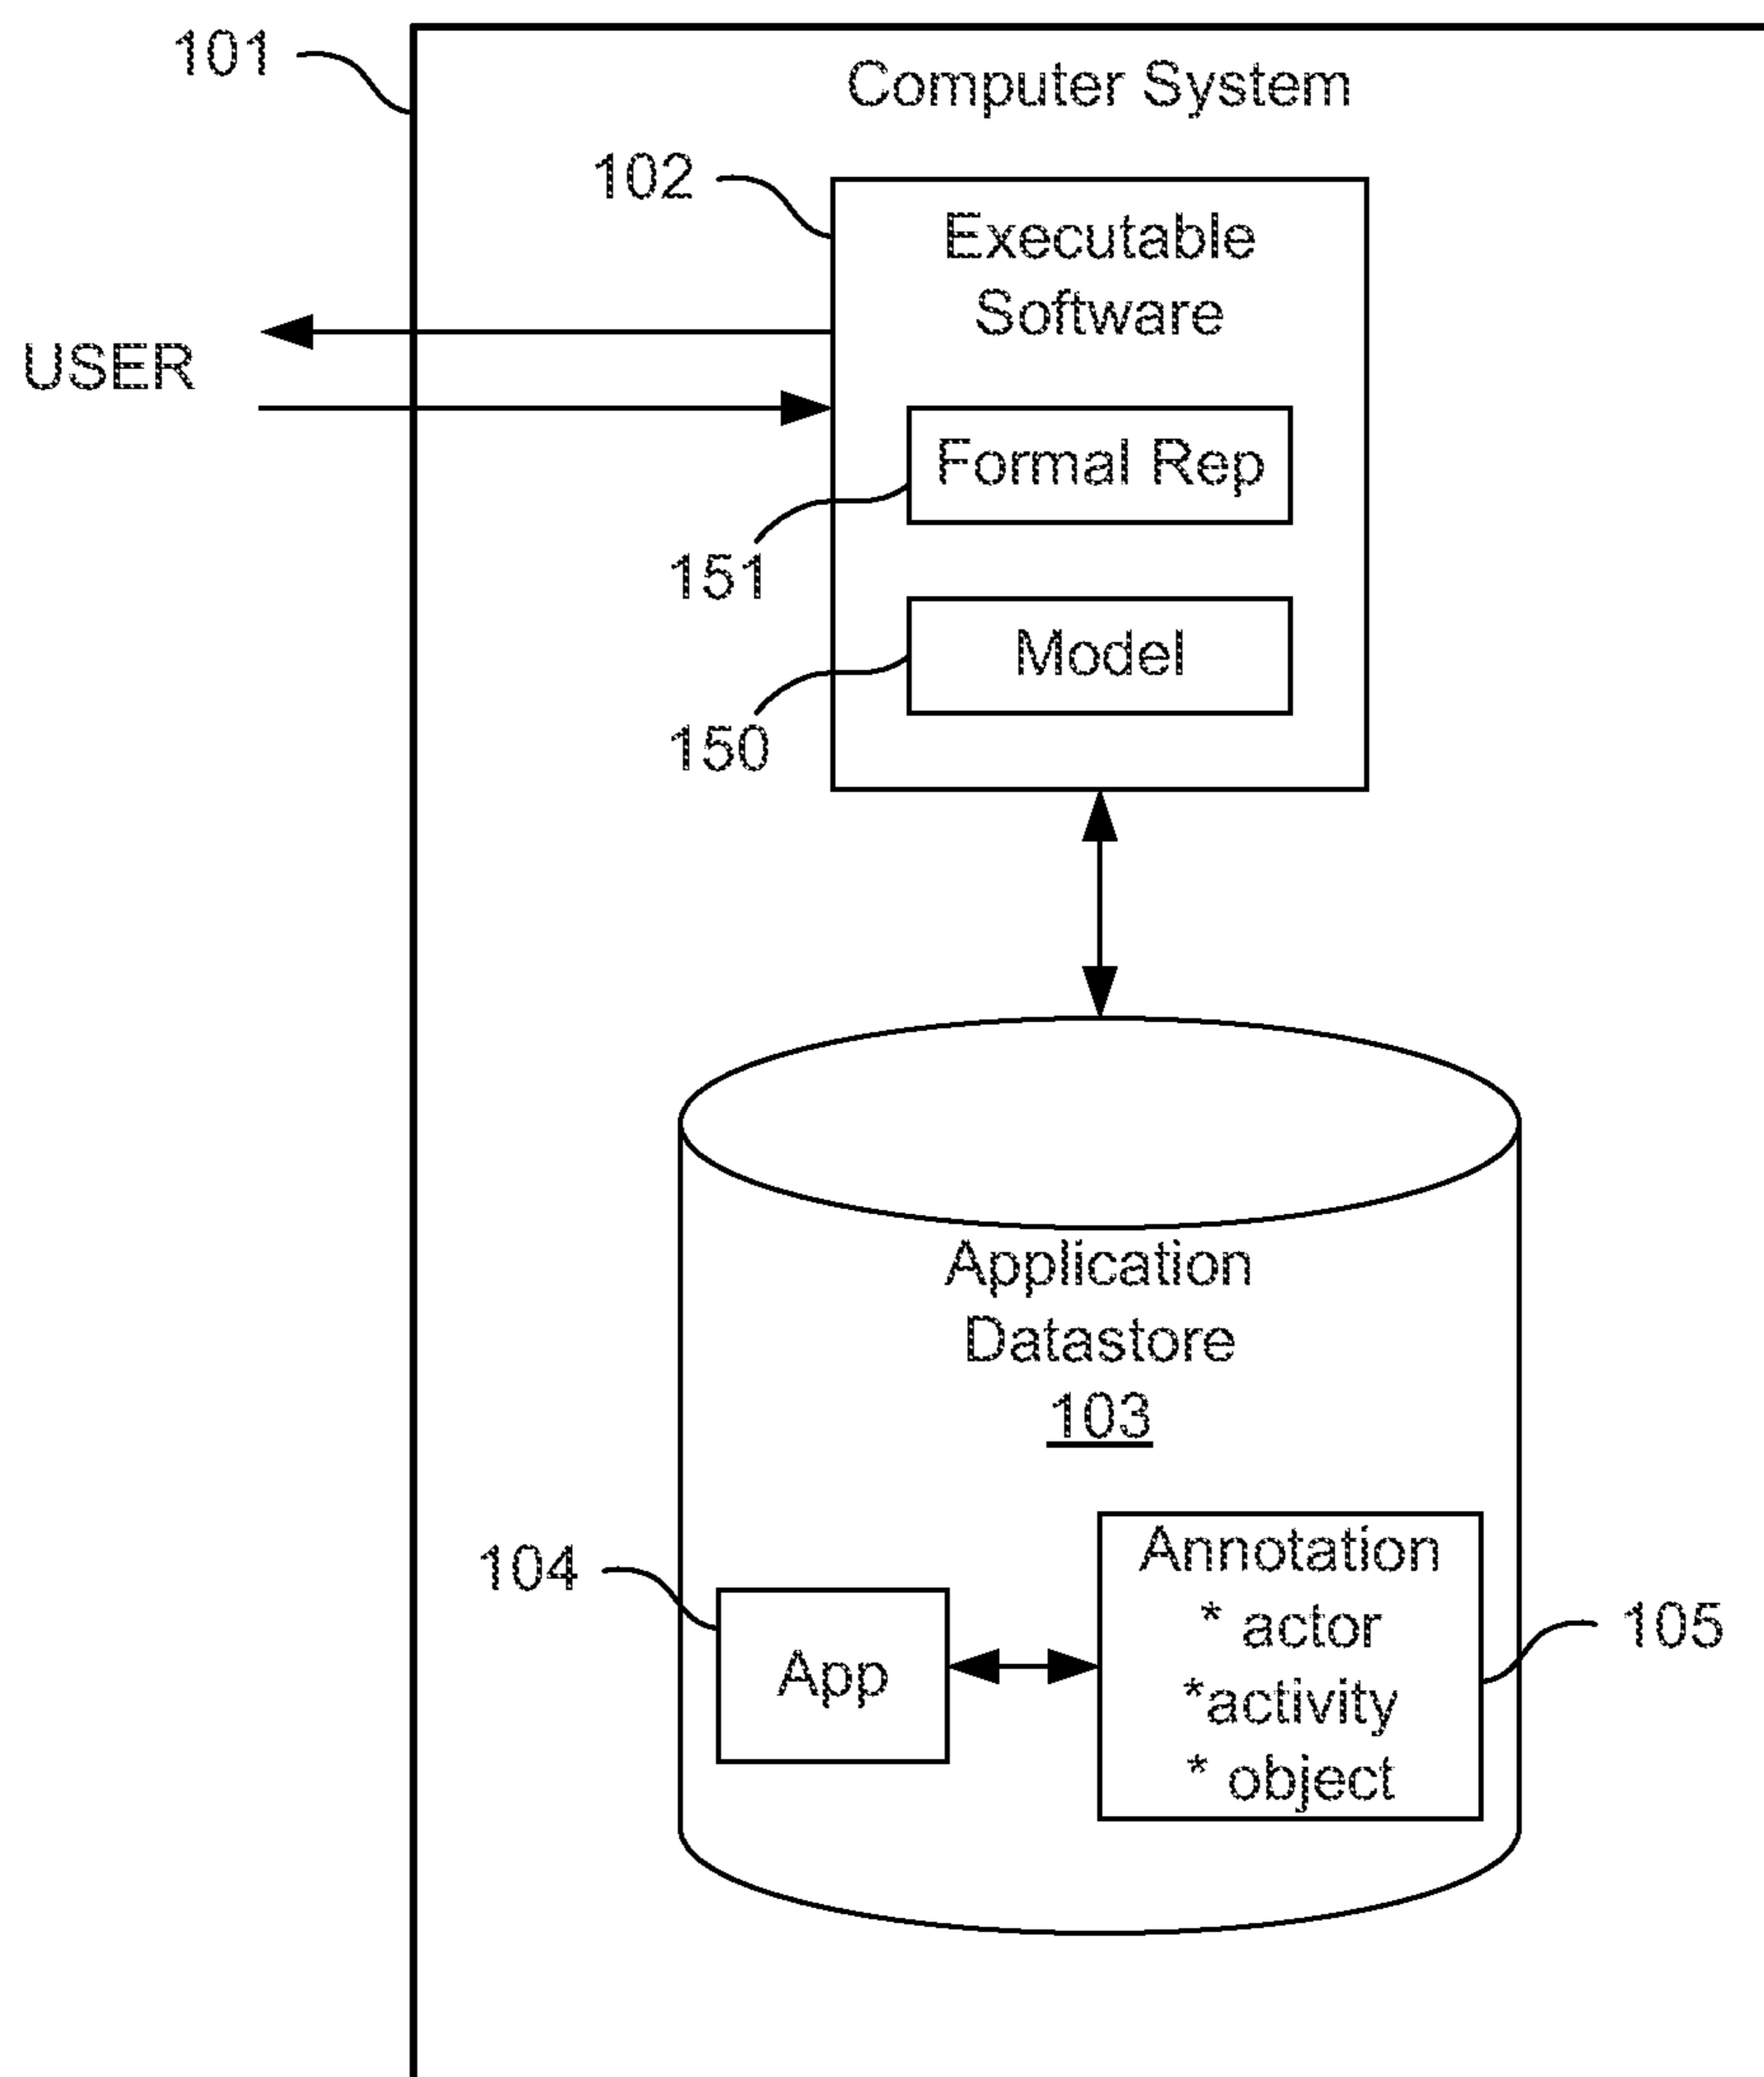 101
Computer System
102
Executable
Software
USER
Formal Rep
151
Model
150
Application
Datastore
103
104
App
Annotation
* actor
*activity
* object
105